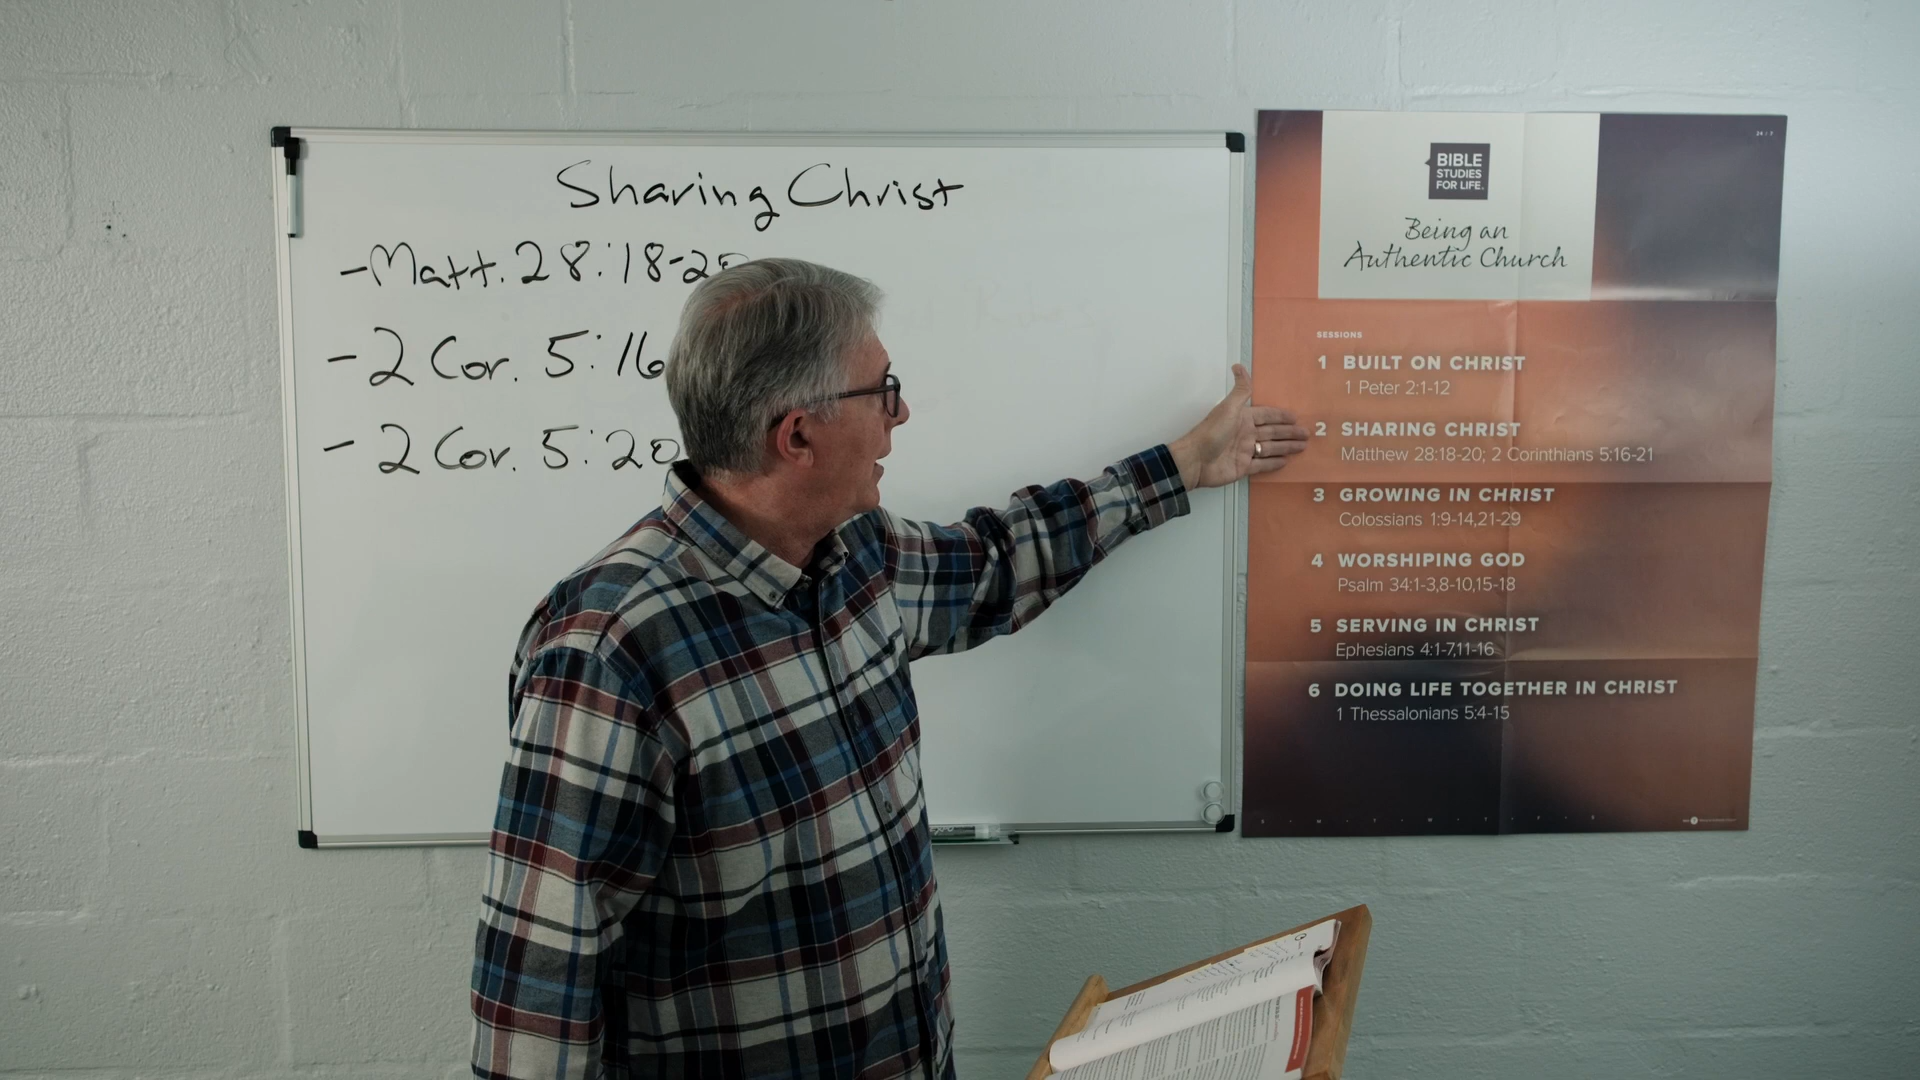 Sharing Christ
- Matt. 28:18-20
- 2 Cor. 5:16
- 2 Cor. 5:20
24 / 7
BIBLE
STUDIES
FOR LIFE.
Being an
Authentic Church
SESSIONS
1 BUILT ON CHRIST
1 Peter 2:1-12
2 SHARING CHRIST
Matthew 28:18-20; 2 Corinthians 5:16-21
3 GROWING IN CHRIST
Colossians 1:9-14,21-29
4 WORSHIPING GOD
Psalm 34:1-3,8-10,15-18
5 SERVING IN CHRIST
Ephesians 4:1-7,11-16
6 DOING LIFE TOGETHER IN CHRIST
1 Thessalonians 5:4-15
S M T W T F S